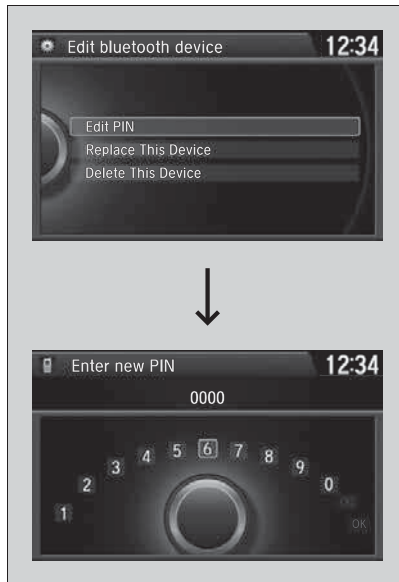 Edit bluetooth device
12:34
Edit PIN
Replace This Device
Delete This Device
Enter new PIN
12:34
0000
1 2 3 4 5 6 7 8 9 0
OK